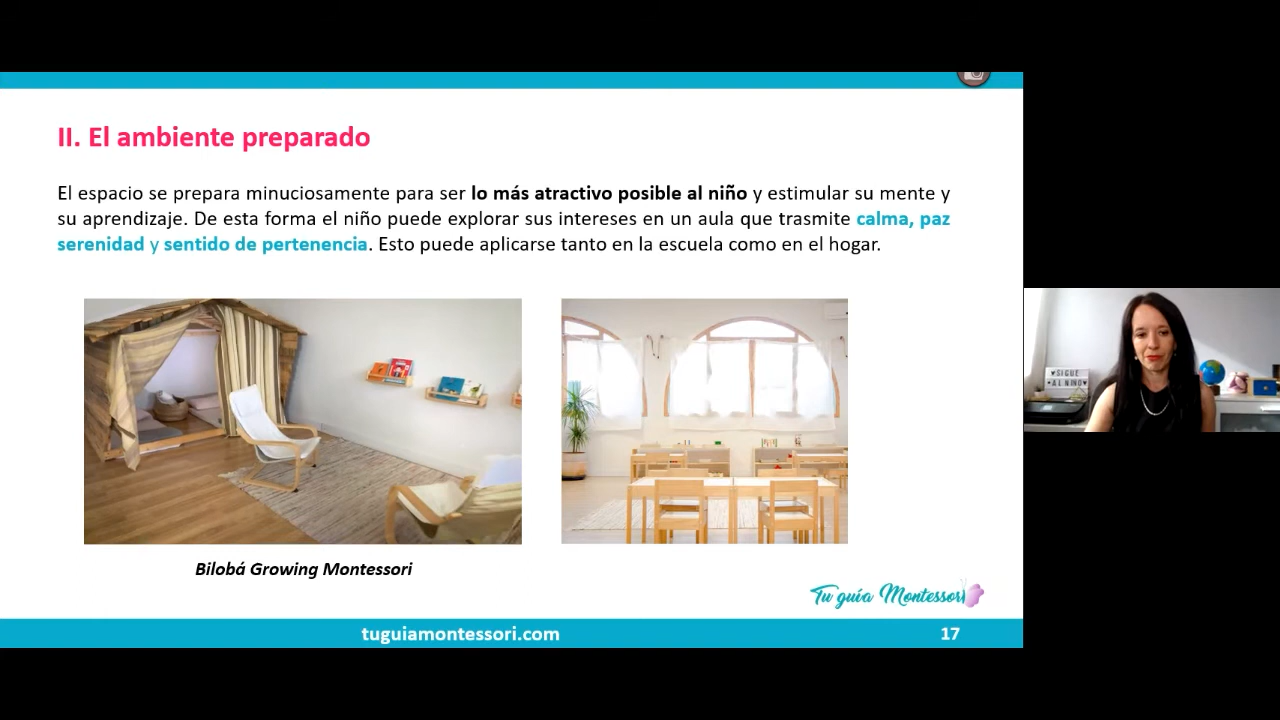 II. El ambiente preparado
El espacio se prepara minuciosamente para ser lo más atractivo posible al niño y estimular su mente y
su aprendizaje. De esta forma el niño puede explorar sus intereses en un aula que trasmite calma, paz
serenidad y sentido de pertenencia. Esto puede aplicarse tanto en la escuela como en el hogar.
Bilobá Growing Montessori
Tu guía Montessori
tuguiamontessori.com
17
SIGUE
AL NIÑO